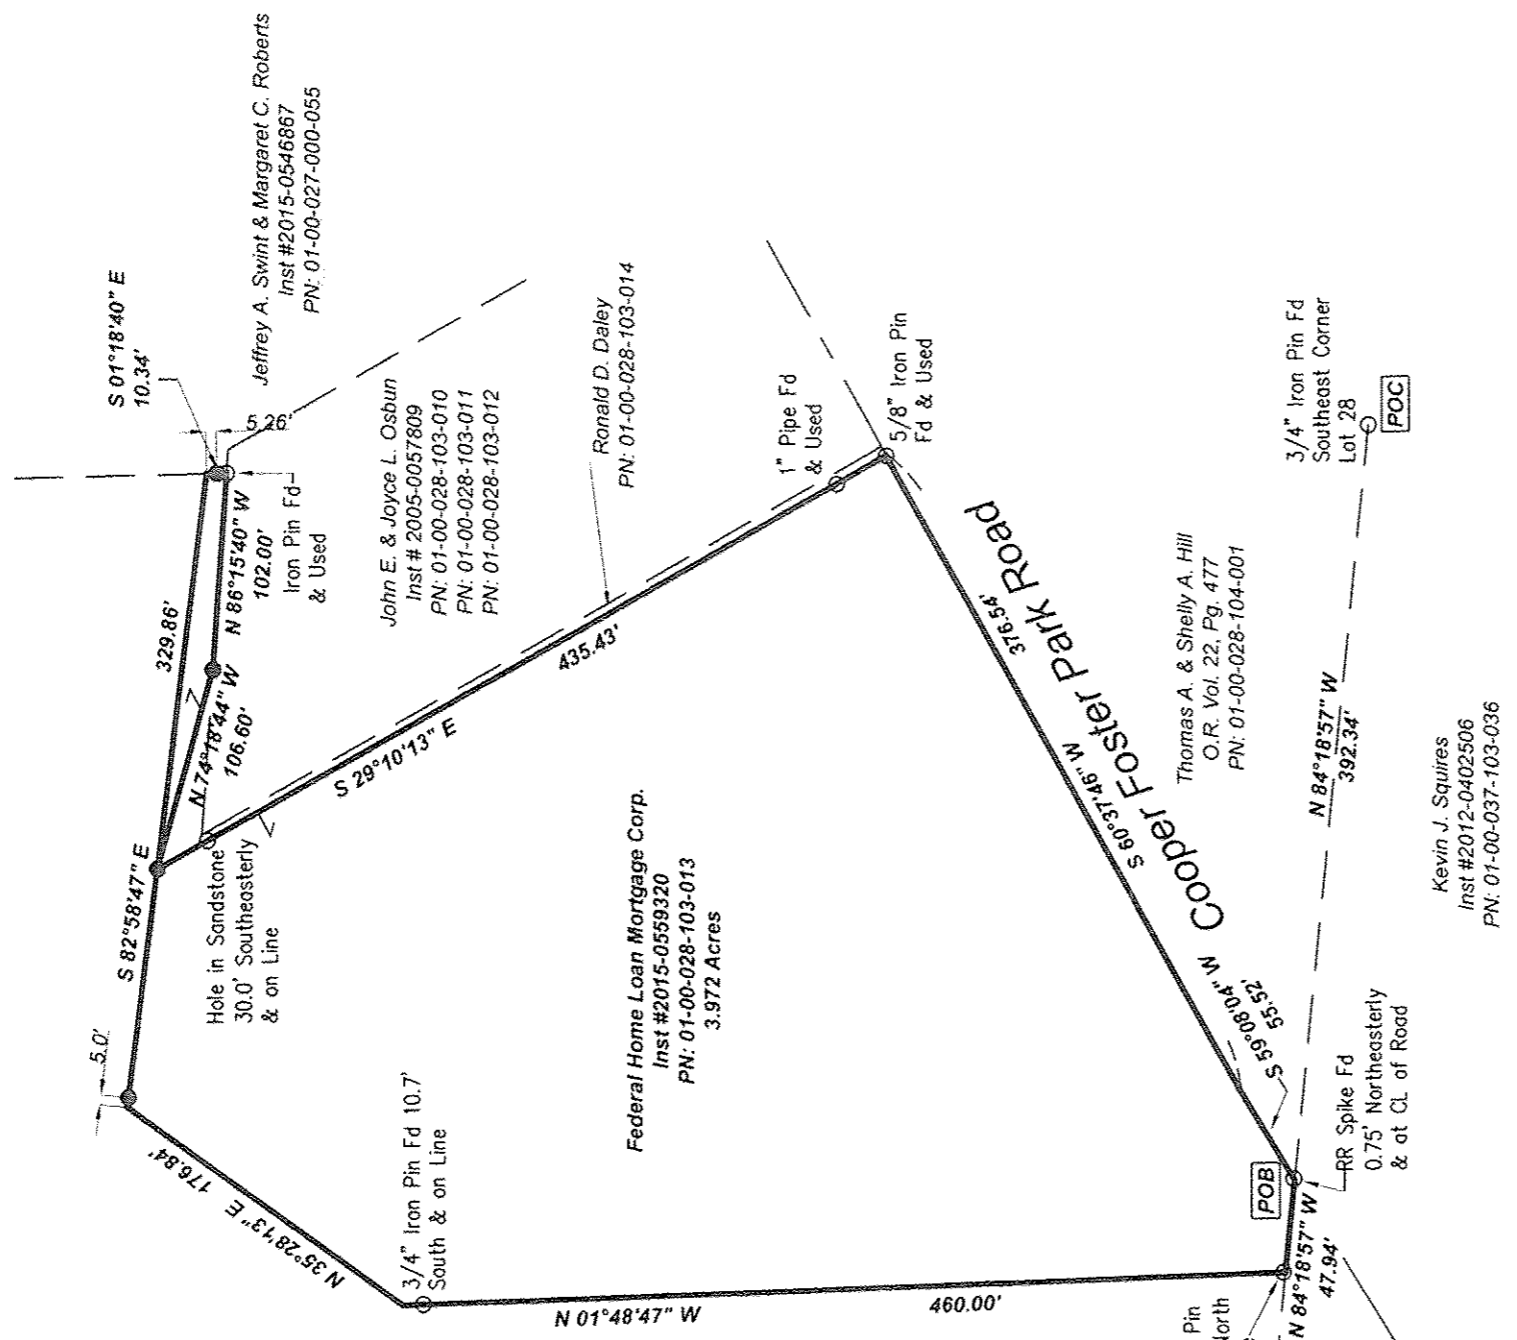 S 01°18'40" E
10.34'
Jeffrey A. Swint & Margaret C. Roberts
Inst #2015-0546867
PN: 01-00-027-000-055
5.26'
329.86'
N 86°15'40" W
102.00'
Iron Pin Fd
& Used
N 74°18'44" W
106.60'
John E. & Joyce L. Osbun
Inst # 2005-0057809
PN: 01-00-028-103-010
PN: 01-00-028-103-011
PN: 01-00-028-103-012
Ronald D. Daley
PN: 01-00-028-103-014
1" Pipe Fd
& Used
5/8" Iron Pin
Fd & Used
S 82°58'47" E
5.0'
Hole in Sandstone
30.0' Southeasterly
& on Line
S 29°10'13" E
435.43'
N 35°28'13" E 176.84'
3/4" Iron Pin Fd 10.7'
South & on Line
Federal Home Loan Mortgage Corp.
Inst #2015-0559320
PN: 01-00-028-103-013
3.972 Acres
S 60°37'46" W
376.54'
Cooper Foster Park Road
S 59°08'04" W
55.52'
Thomas A. & Shelly A. Hill
O.R. Vol. 22, Pg. 477
PN: 01-00-028-104-001
3/4" Iron Pin Fd
Southeast Corner
Lot 28
POC
N 84°18'57" W
392.34'
Kevin J. Squires
Inst #2012-0402506
PN: 01-00-037-103-036
RR Spike Fd
0.75' Northeasterly
& at CL of Road
POB
N 84°18'57" W
47.94'
N 01°48'47" W
460.00'
Pin